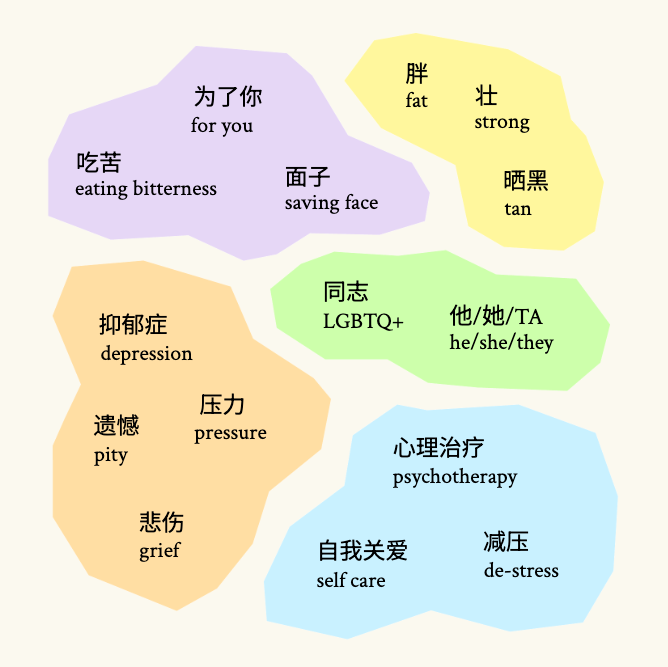 为了你
for you
吃苦
eating bitterness
面子
saving face
胖
fat
壮
strong
晒黑
tan
同志
LGBTQ+
他/她/TA
he/she/they
抑郁症
depression
压力
pressure
遗憾
pity
悲伤
grief
心理治疗
psychotherapy
自我关爱
self care
减压
de-stress